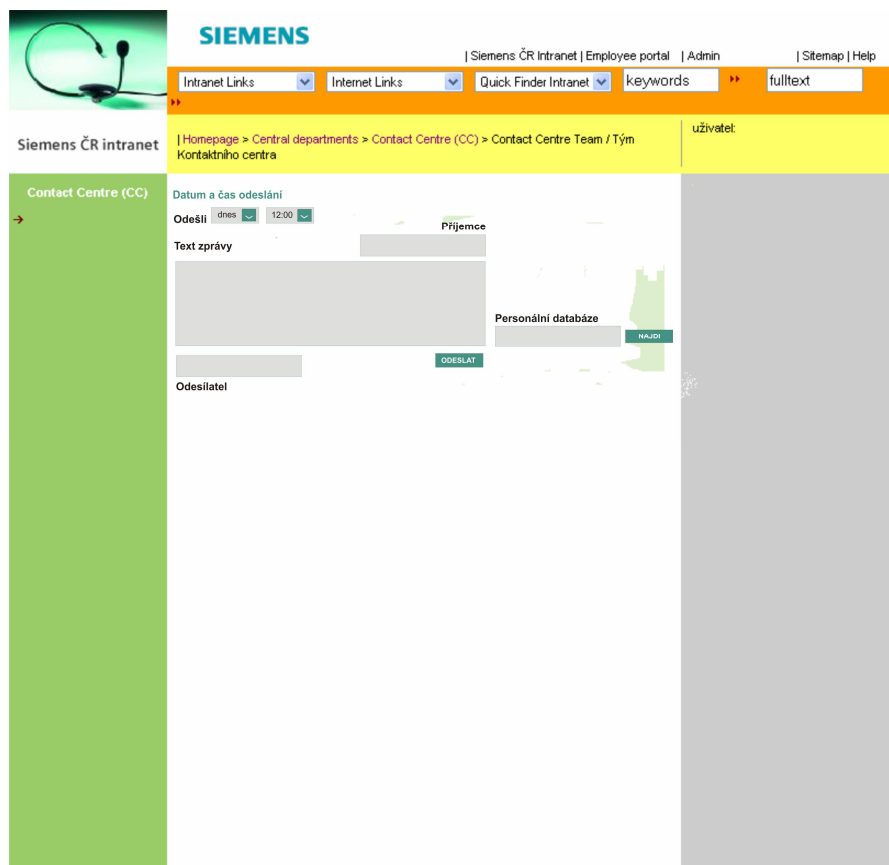 SIEMENS
| Siemens ČR Intranet | Employee portal | Admin | Sitemap | Help
Intranet Links Internet Links Quick Finder Intranet keywords fulltext
Siemens ČR intranet
| Homepage > Central departments > Contact Centre (CC) > Contact Centre Team / Tým
Kontaktního centra
uživatel:
Contact Centre (CC)
Datum a čas odeslání
Odešli dnes 12:00
Příjemce
Text zprávy
Personální databáze
NAJDI
ODESLAT
Odesílatel